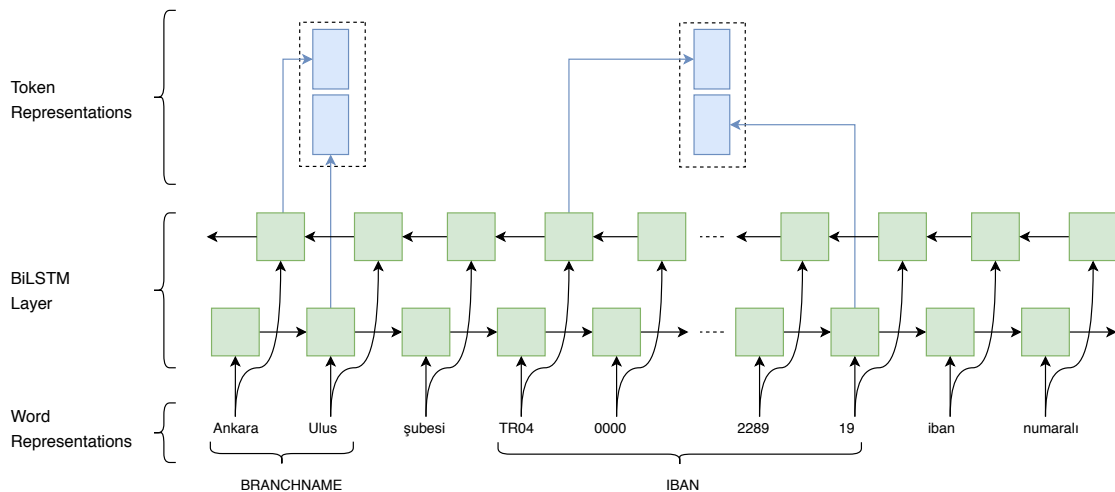 Token
Representations
BiLSTM
Layer
Word
Representations
Ankara Ulus şubesi TR04 0000 2289 19 iban numaralı
BRANCHNAME IBAN